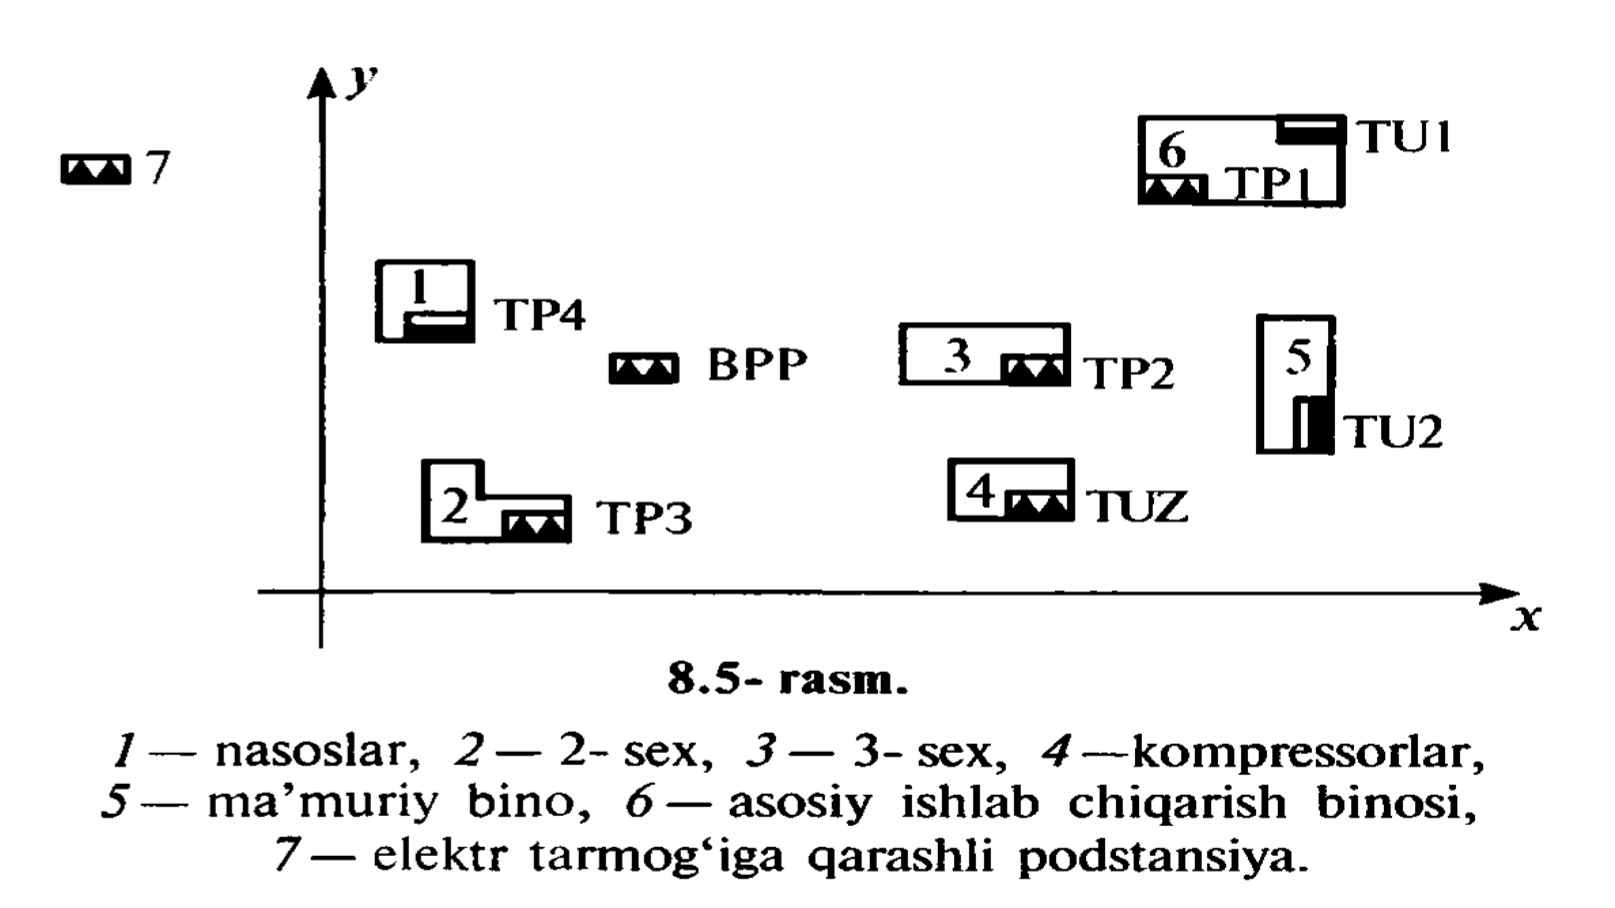 y
7
6 TU1
TP1
1
TP4
BPP
3 TP2
5
TU2
2 TP3
4 TUZ
x
8.5- rasm.
1 — nasoslar, 2 — 2- sex, 3 — 3- sex, 4 —kompressorlar,
5 — ma’muriy bino, 6 — asosiy ishlab chiqarish binosi,
7 — elektr tarmog‘iga qarashli podstansiya.